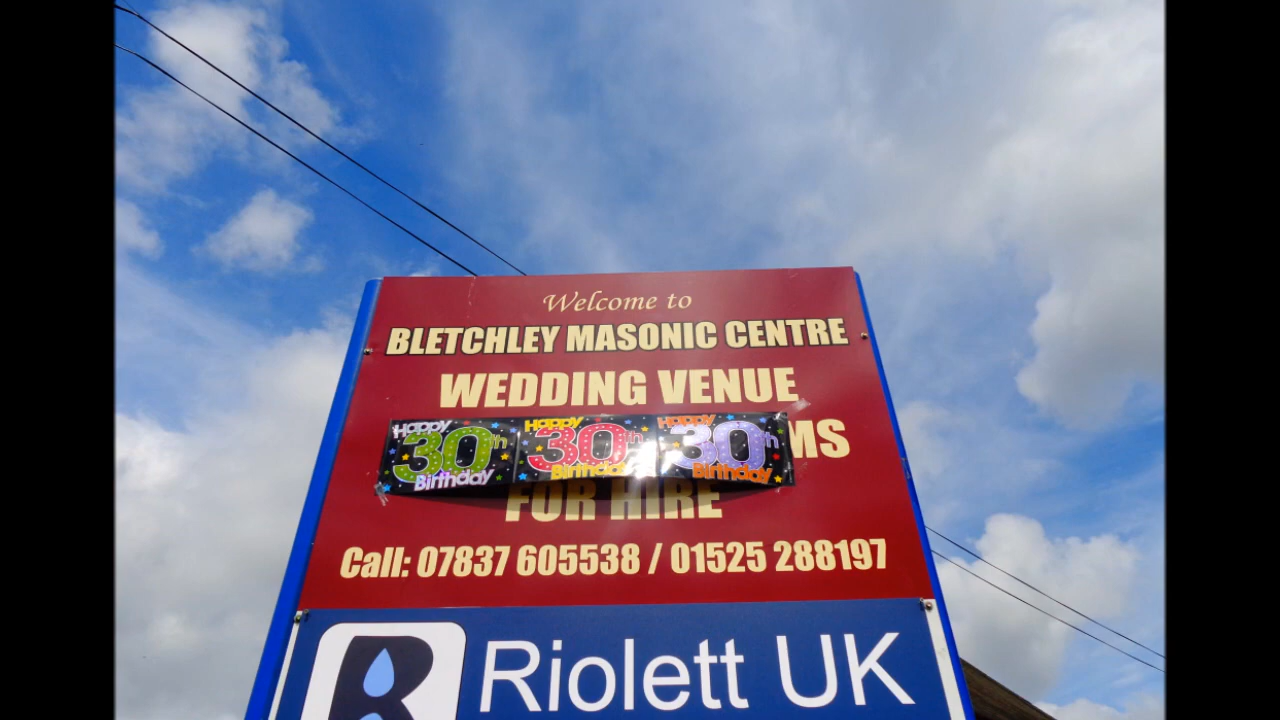 Welcome to
BLETCHLEY MASONIC CENTRE
WEDDING VENUE
MS
Happy 30th Birthday Happy 30th Birthday Happy 30th Birthday
FOR HIRE
Call: 07837 605538 / 01525 288197
R Riolett UK